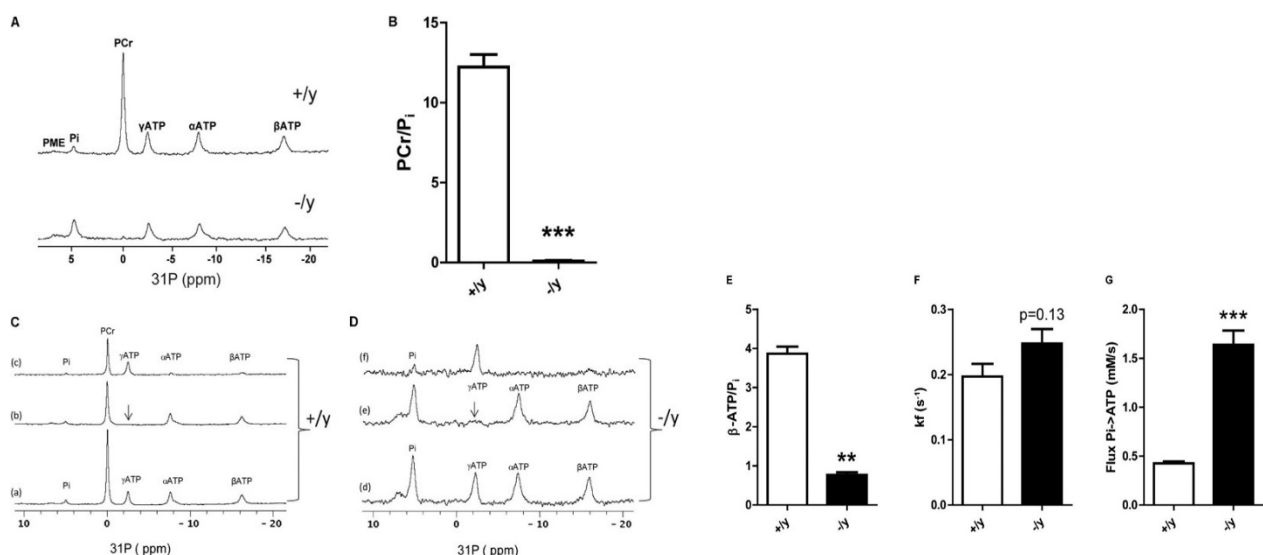 A
PCr
+/y
PME Pi γATP αATP βATP
-/y
5 0 -5 -10 -15 -20
31P (ppm)
B
15
10
5
0
PCr/Pi
***
+/y -/y
C
PCr
(c) Pi γATP αATP βATP
(b)
+/y
Pi γATP αATP βATP
(a)
10 0 -10 -20
31P ( ppm)
D
(f) Pi
γATP αATP βATP
(e)
-/y
Pi γATP αATP βATP
(d)
10 0 -10 -20
31P ( ppm)
E
5
4
3
2
1
0
β-ATP/Pi
**
+/y -/y
F
0.3
0.2
0.1
0.0
kf (s-1)
p=0.13
+/y -/y
G
2.0
1.5
1.0
0.5
0.0
Flux Pi->ATP (mM/s)
***
+/y -/y